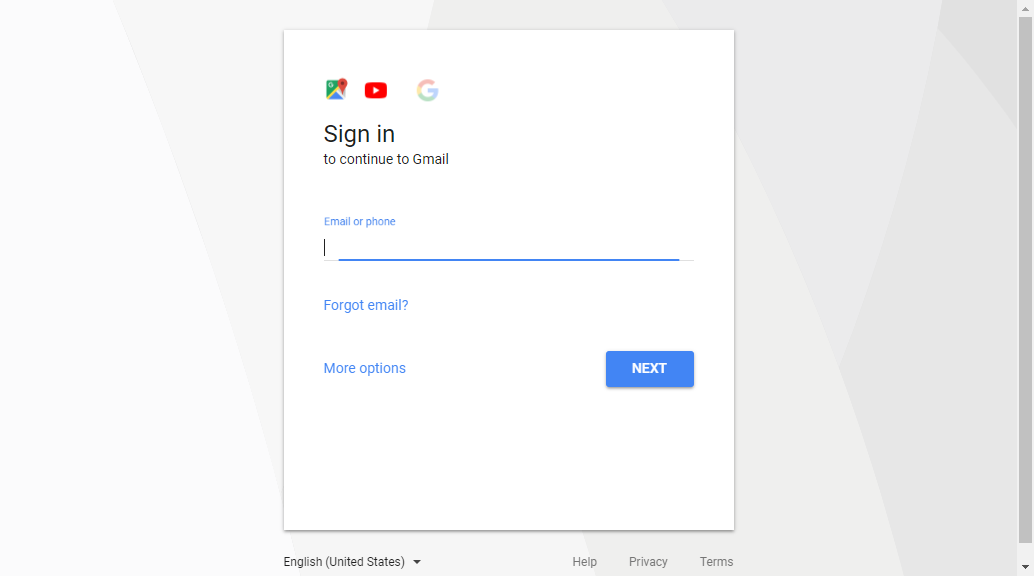 Sign in
to continue to Gmail
Email or phone
Forgot email?
More options
NEXT
English (United States)
Help
Privacy
Terms